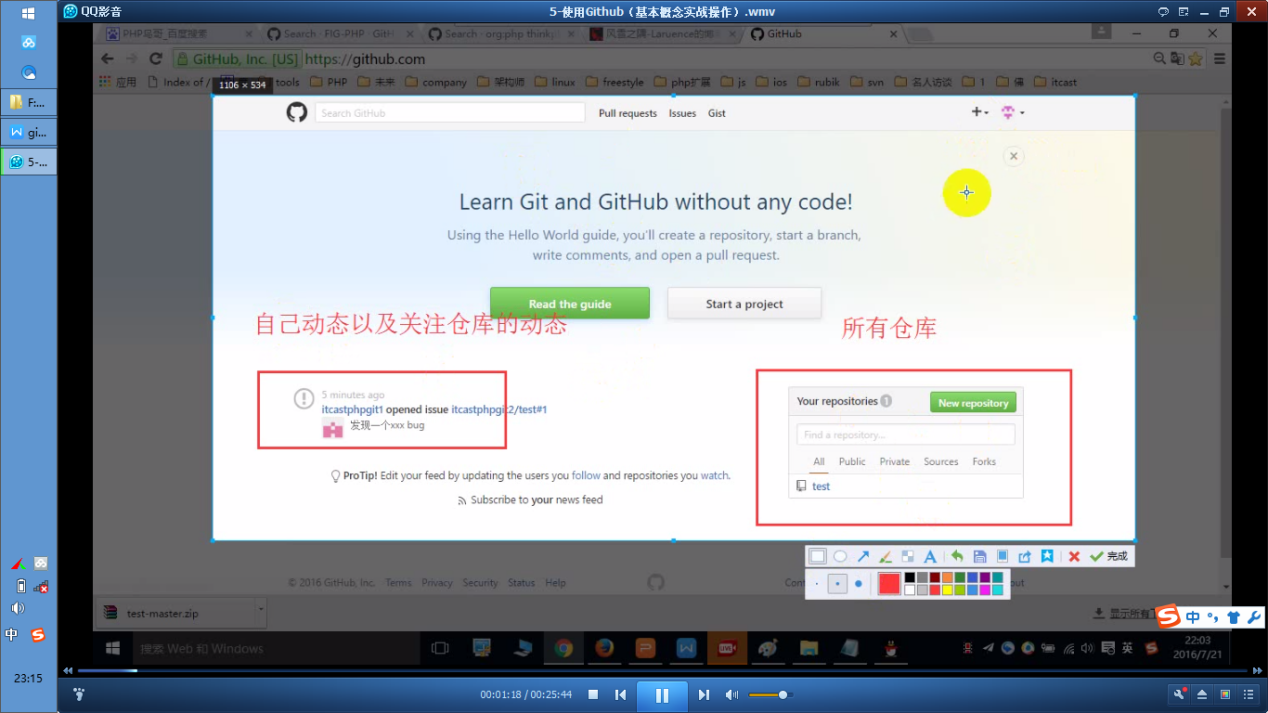 QQ影音
5-使用Github（基本概念实战操作）.wmv
PHP鸟哥_百度搜索
Search · FIG-PHP · GitH
Search · org:php think
风雪之隅-Laruence的博
GitHub
GitHub, Inc. [US]
https://github.com
应用
Index of /
tools
PHP
未来
company
架构师
linux
freestyle
php扩展
js
ios
rubik
svn
名人访谈
1
佛
itcast
1106 × 534
Search GitHub
Pull requests
Issues
Gist
Learn Git and GitHub without any code!
Using the Hello World guide, you'll create a repository, start a branch,
write comments, and open a pull request.
Read the guide
Start a project
自己动态以及关注仓库的动态
所有仓库
5 minutes ago
itcastphpgit1 opened issue itcastphpgit2/test#1
发现一个xxx bug
Your repositories 1
New repository
Find a repository...
All
Public
Private
Sources
Forks
test
ProTip! Edit your feed by updating the users you follow and repositories you watch.
Subscribe to your news feed
完成
© 2016 GitHub, Inc.
Terms
Privacy
Security
Status
Help
test-master.zip
显示所有
中
搜索 Web 和 Windows
英
22:03
2016/7/21
F:...
gi...
5-...
中
23:15
00:01:18 / 00:25:44